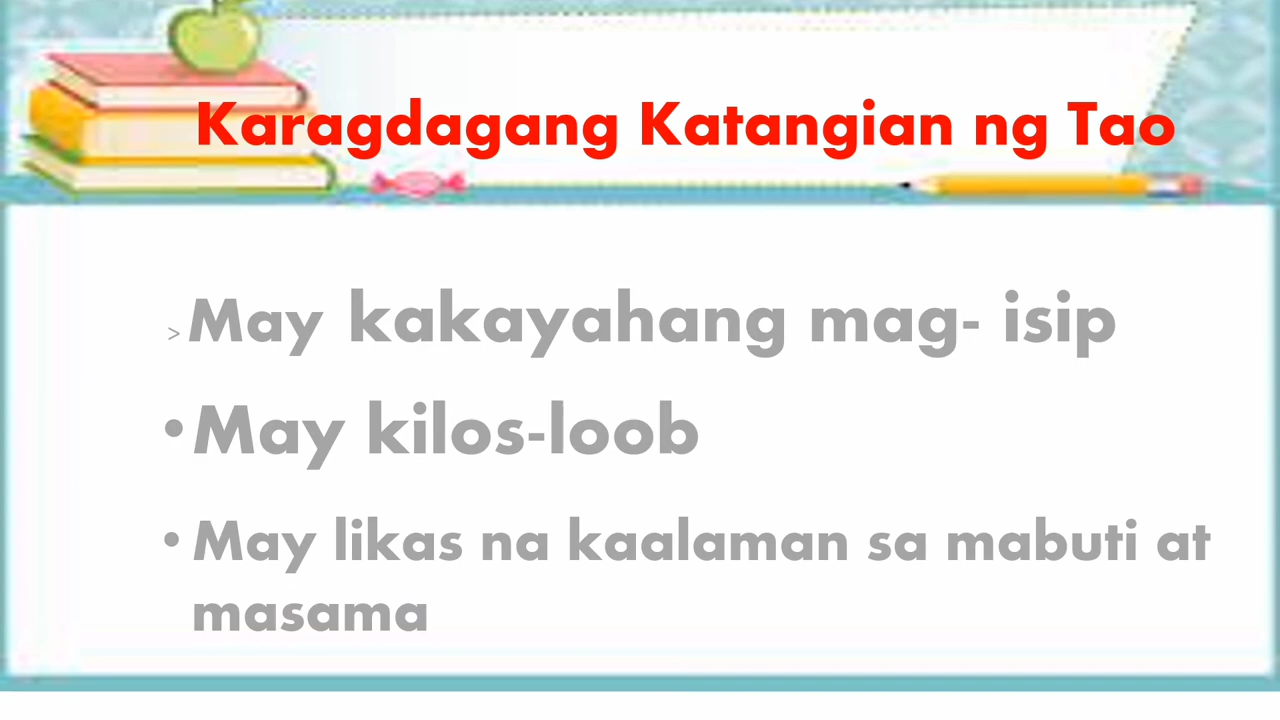 Karagdagang Katangian ng Tao
> May kakayahang mag- isip
• May kilos-loob
• May likas na kaalaman sa mabuti at
masama